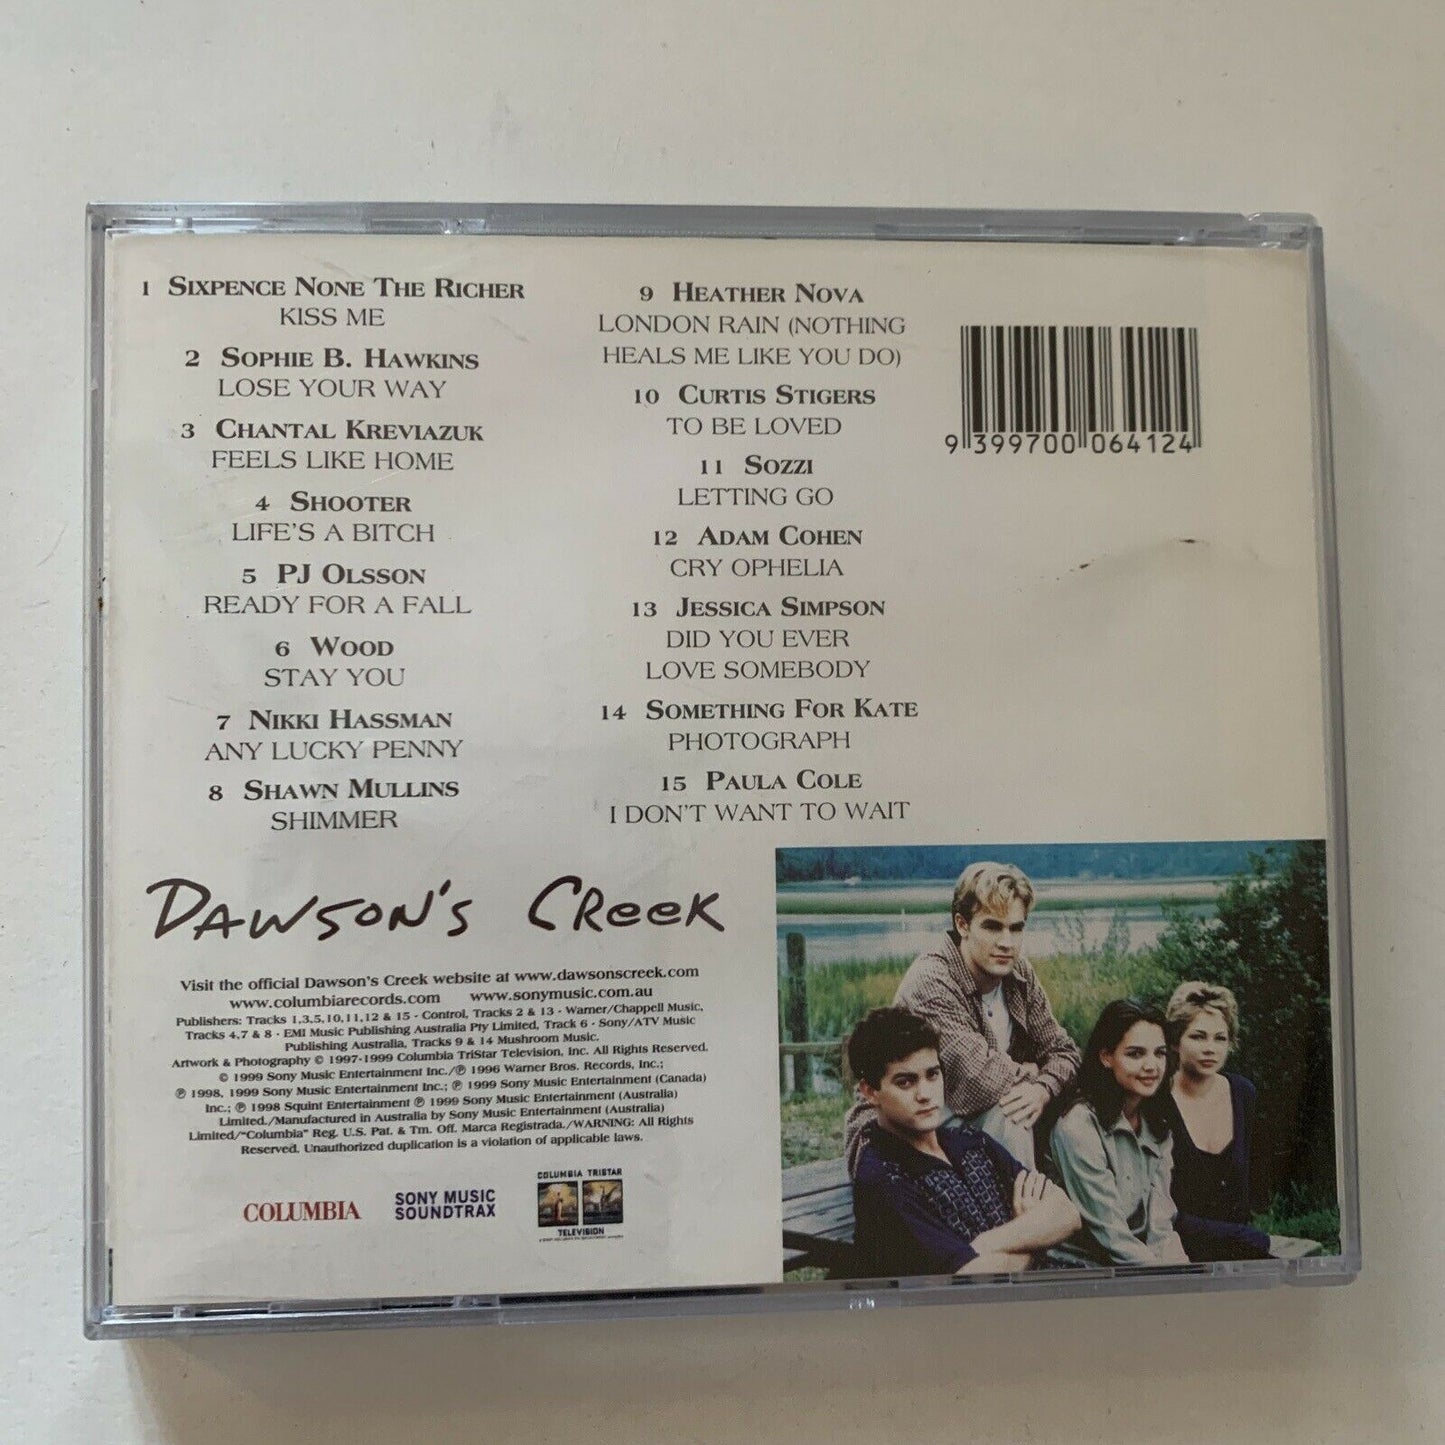 1 SIXPENCE NONE THE RICHER
KISS ME
2 SOPHIE B. HAWKINS
LOSE YOUR WAY
3 CHANTAL KREVIAZUK
FEELS LIKE HOME
4 SHOOTER
LIFE'S A BITCH
5 PJ OLSSON
READY FOR A FALL
6 WOOD
STAY YOU
7 NIKKI HASSMAN
ANY LUCKY PENNY
8 SHAWN MULLINS
SHIMMER
9 HEATHER NOVA
LONDON RAIN (NOTHING
HEALS ME LIKE YOU DO)
10 CURTIS STIGERS
TO BE LOVED
11 SOZZI
LETTING GO
12 ADAM COHEN
CRY OPHELIA
13 JESSICA SIMPSON
DID YOU EVER
LOVE SOMEBODY
14 SOMETHING FOR KATE
PHOTOGRAPH
15 PAULA COLE
I DON'T WANT TO WAIT
9 399700 064124
DAWSON'S CREEK
Visit the official Dawson's Creek website at www.dawsonscreek.com
www.columbiarecords.com www.sonymusic.com.au
Publishers: Tracks 1,3,5,10,11,12 & 15 - Control, Tracks 2 & 13 - Warner/Chappell Music,
Tracks 4,7 & 8 - EMI Music Publishing Australia Pty Limited, Track 6 - Sony/ATV Music
Publishing Australia, Tracks 9 & 14 Mushroom Music.
Artwork & Photography © 1997-1999 Columbia TriStar Television, Inc. All Rights Reserved.
© 1999 Sony Music Entertainment Inc./℗ 1996 Warner Bros. Records, Inc.;
℗ 1998, 1999 Sony Music Entertainment Inc.; ℗ 1999 Sony Music Entertainment (Canada)
Inc.; ℗ 1998 Squint Entertainment ℗ 1999 Sony Music Entertainment (Australia)
Limited./Manufactured in Australia by Sony Music Entertainment (Australia)
Limited/"Columbia" Reg. U.S. Pat. & Tm. Off. Marca Registrada./WARNING: All Rights
Reserved. Unauthorized duplication is a violation of applicable laws.
COLUMBIA
SONY MUSIC
SOUNDTRAX
COLUMBIA TRISTAR
TELEVISION